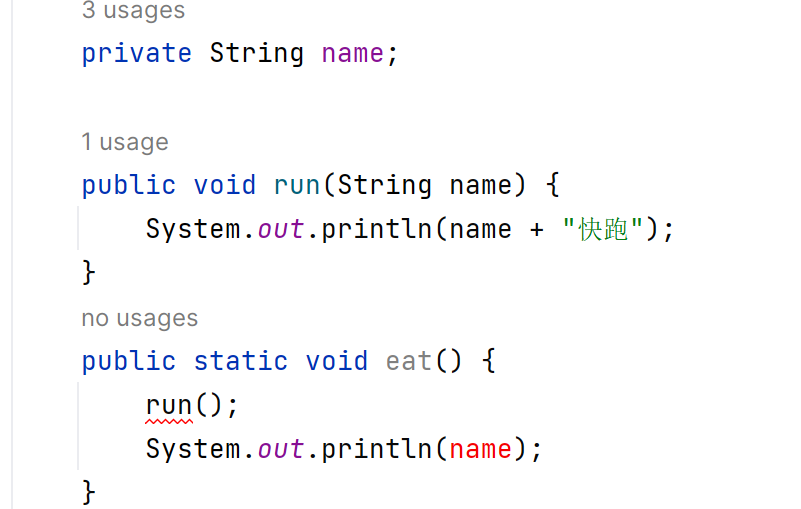 3 usages
private String name;
1 usage
public void run(String name) {
System.out.println(name + "快跑");
}
no usages
public static void eat() {
run();
System.out.println(name);
}